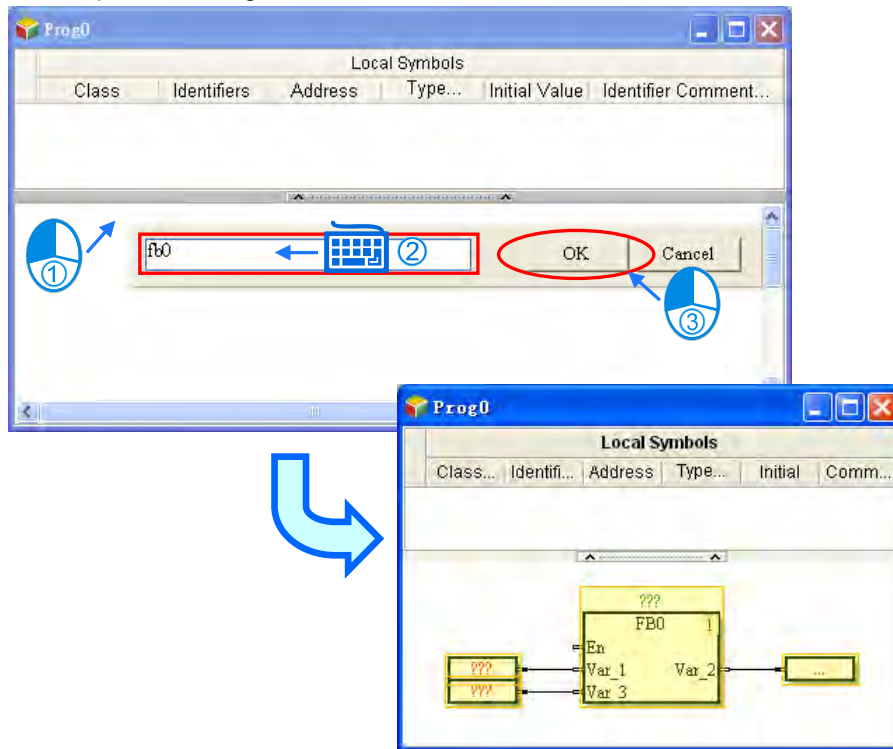 Prog0
Local Symbols
Class Identifiers Address Type... Initial Value Identifier Comment...
① fb0 ② OK Cancel
③
Prog0
Local Symbols
Class... Identifi... Address Type... Initial Comm...
???
FB0 1
En
??? Var_1 Var_2 ...
??? Var_3